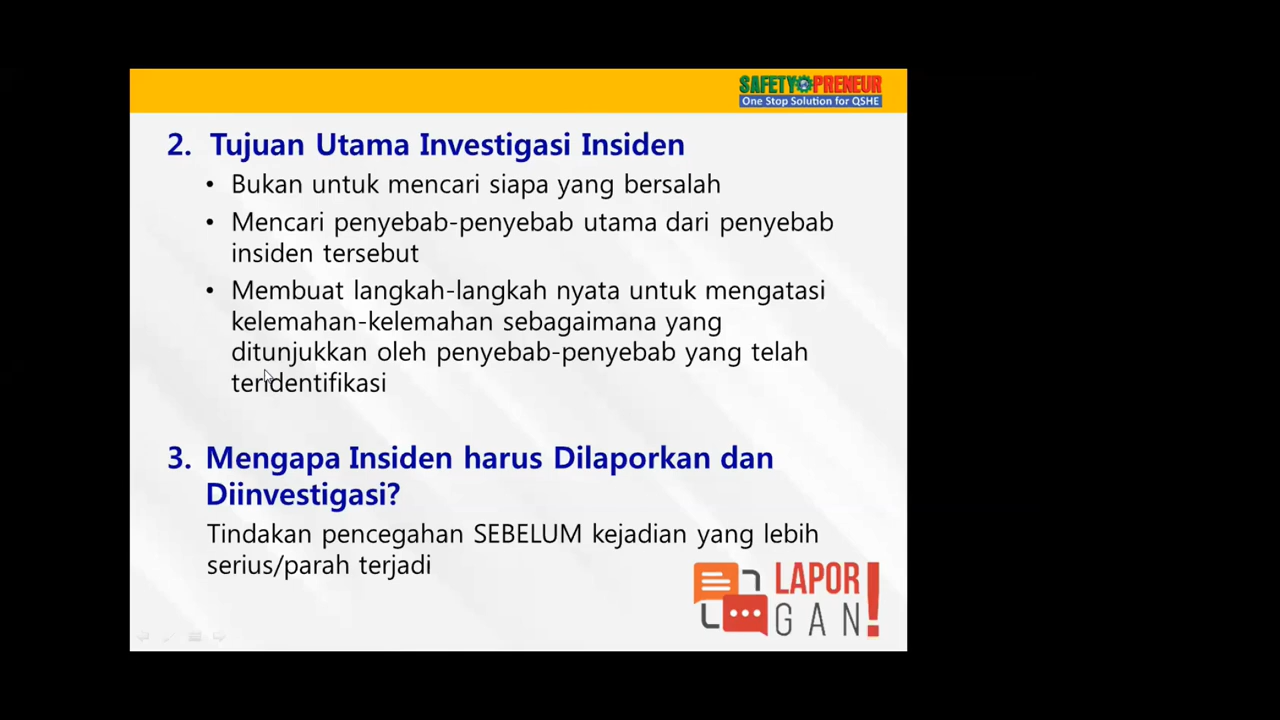 SAFETY PRENEUR
One Stop Solution for QSHE
2. Tujuan Utama Investigasi Insiden
• Bukan untuk mencari siapa yang bersalah
• Mencari penyebab-penyebab utama dari penyebab
insiden tersebut
• Membuat langkah-langkah nyata untuk mengatasi
kelemahan-kelemahan sebagaimana yang
ditunjukkan oleh penyebab-penyebab yang telah
teridentifikasi
3. Mengapa Insiden harus Dilaporkan dan
Diinvestigasi?
Tindakan pencegahan SEBELUM kejadian yang lebih
serius/parah terjadi
LAPOR
GAN!